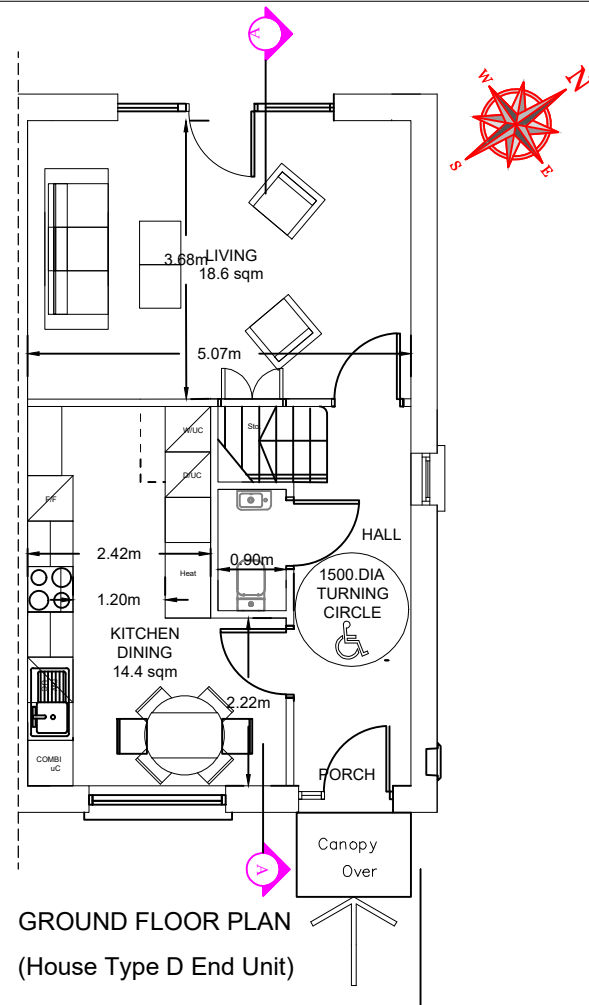 A
N
W
S
E
LIVING
3.68m
18.6 sqm
5.07m
W/UC
Sto
D/UC
F/F
HALL
2.42m
0.90m
Heat
1500.DIA
TURNING
CIRCLE
1.20m
KITCHEN
DINING
14.4 sqm
2.22m
COMBI
uC
PORCH
Canopy
Over
A
GROUND FLOOR PLAN
(House Type D End Unit)